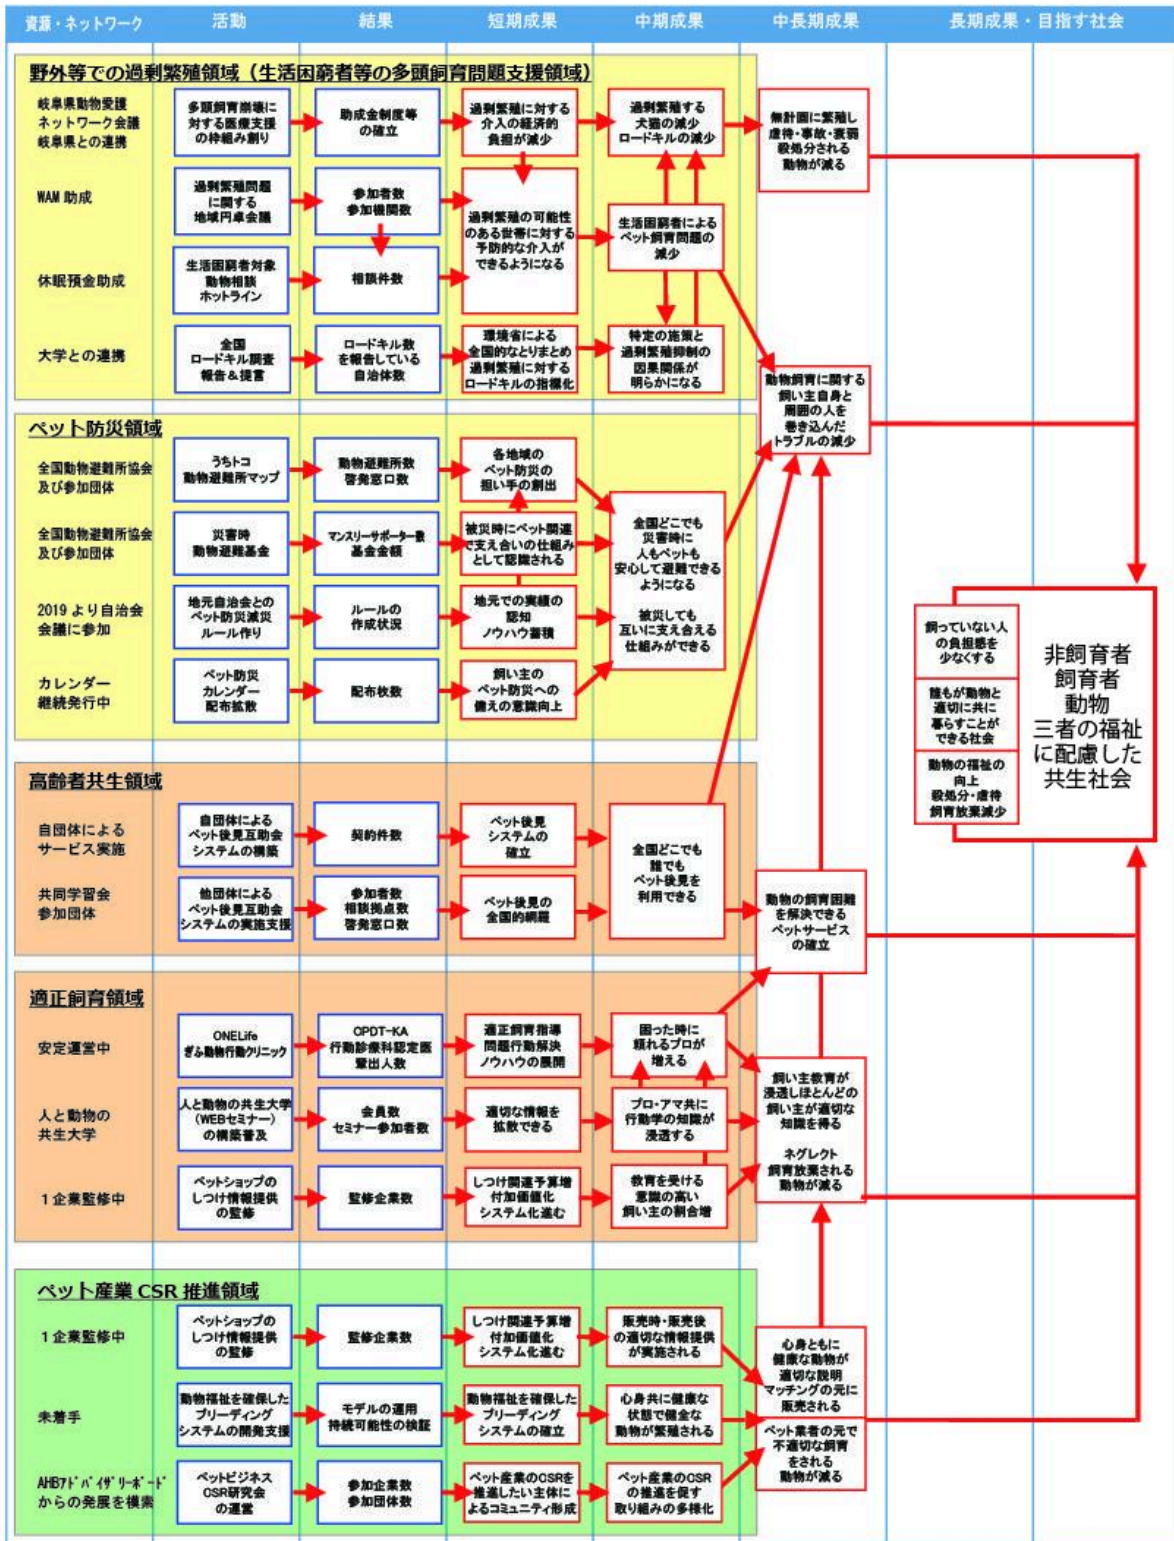 資源・ネットワーク
活動
結果
短期成果
中期成果
中長期成果
長期成果・目指す社会
野外等での過剰繁殖領域（生活困窮者等の多頭飼育問題支援領域）
岐阜県動物愛護
ネットワーク会議
岐阜県との連携
多頭飼育崩壊に
対する医療支援
の枠組み創り
助成金制度等
の確立
過剰繁殖に対する
介入の経済的
負担が減少
過剰繁殖する
犬猫の減少
ロードキルの減少
無計画に繁殖し
虐待・事故・衰弱
殺処分される
動物が減る
WAM 助成
過剰繁殖問題
に関する
地域円卓会議
参加者数
参加機関数
過剰繁殖の可能性
のある世帯に対する
予防的な介入が
できるようになる
生活困窮者による
ペット飼育問題の
減少
休眠預金助成
生活困窮者対象
動物相談
ホットライン
相談件数
大学との連携
全国
ロードキル調査
報告＆提言
ロードキル数
を報告している
自治体数
環境省による
全国的なとりまとめ
過剰繁殖に対する
ロードキルの指標化
特定の施策と
過剰繁殖抑制の
因果関係が
明らかになる
動物飼育に関する
飼い主自身と
周囲の人を
巻き込んだ
トラブルの減少
ペット防災領域
全国動物避難所協会
及び参加団体
うちトコ
動物避難所マップ
動物避難所数
啓発窓口数
各地域の
ペット防災の
担い手の創出
全国どこでも
災害時に
人もペットも
安心して避難できる
ようになる
被災しても
互いに支え合える
仕組みができる
全国動物避難所協会
及び参加団体
災害時
動物避難基金
マンスリーサポーター数
基金金額
被災時にペット関連
で支え合いの仕組み
として認識される
2019 より自治会
会議に参加
地元自治会との
ペット防災減災
ルール作り
ルールの
作成状況
地元での実績の
認知
ノウハウ蓄積
カレンダー
継続発行中
ペット防災
カレンダー
配布拡散
配布枚数
飼い主の
ペット防災への
備えの意識向上
飼っていない人
の負担感を
少なくする
誰もが動物と
適切に共に
暮らすことが
できる社会
動物の福祉の
向上
殺処分・虐待
飼育放棄減少
非飼育者
飼育者
動物
三者の福祉
に配慮した
共生社会
高齢者共生領域
自団体による
サービス実施
自団体による
ペット後見互助会
システムの構築
契約件数
ペット後見
システムの
確立
全国どこでも
誰でも
ペット後見を
利用できる
共同学習会
参加団体
他団体による
ペット後見互助会
システムの実施支援
参加者数
相談拠点数
啓発窓口数
ペット後見の
全国的網羅
動物の飼育困難
を解決できる
ペットサービス
の確立
適正飼育領域
安定運営中
ONELife
ぎふ動物行動クリニック
CPDT-KA
行動診療科認定医
輩出人数
適正飼育指導
問題行動解決
ノウハウの展開
困った時に
頼れるプロが
増える
飼い主教育が
浸透しほとんどの
飼い主が適切な
知識を得る
ネグレクト
飼育放棄される
動物が減る
人と動物の
共生大学
人と動物の共生大学
（WEBセミナー）
の構築普及
会員数
セミナー参加者数
適切な情報を
拡散できる
プロ・アマ共に
行動学の知識が
浸透する
1企業監修中
ペットショップの
しつけ情報提供
の監修
監修企業数
しつけ関連予算増
付加価値化
システム化進む
教育を受ける
意識の高い
飼い主の割合増
ペット産業 CSR 推進領域
1企業監修中
ペットショップの
しつけ情報提供
の監修
監修企業数
しつけ関連予算増
付加価値化
システム化進む
販売時・販売後
の適切な情報提供
が実施される
心身ともに
健康な動物が
適切な説明
マッチングの元に
販売される
未着手
動物福祉を確保した
ブリーディング
システムの開発支援
モデルの運用
持続可能性の検証
動物福祉を確保した
ブリーディング
システムの確立
心身共に健康な
状態で健全な
動物が繁殖される
ペット業者の元で
不適切な飼育
をされる
動物が減る
AHBｱﾄﾞﾊﾞｲｻﾞﾘｰﾎﾞｰﾄﾞ
からの発展を模索
ペットビジネス
CSR研究会
の運営
参加企業数
参加団体数
ペット産業のCSRを
推進したい主体に
よるコミュニティ形成
ペット産業のCSR
の推進を促す
取り組みの多様化